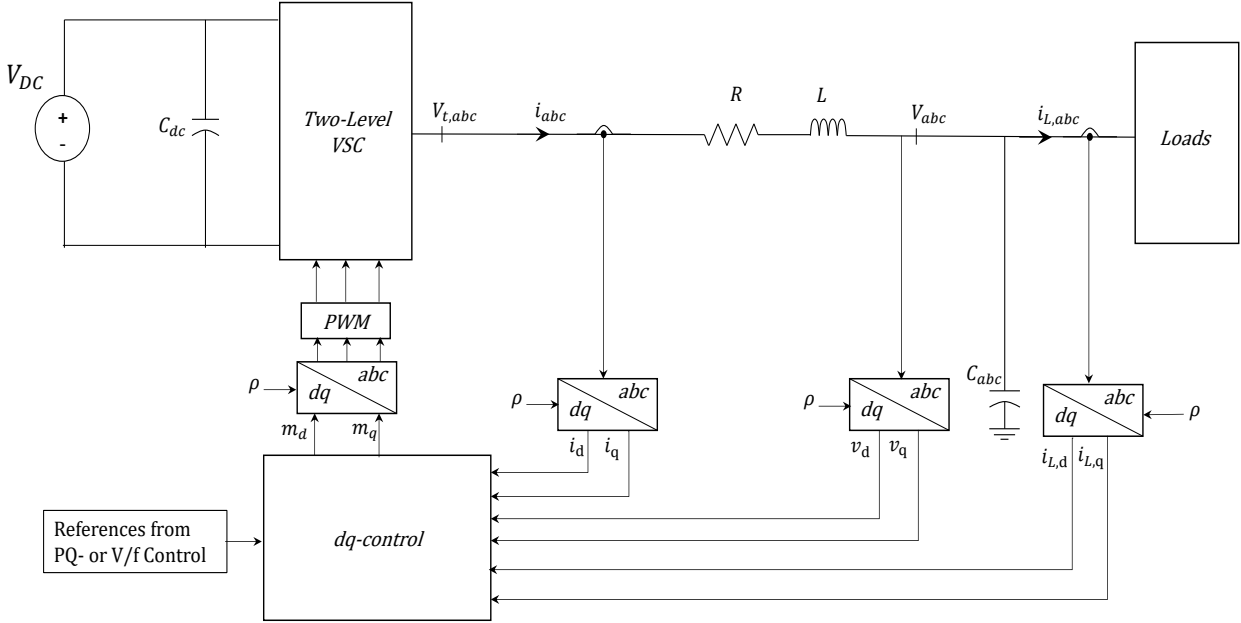 V_DC
+
-
C_dc
Two-Level
VSC
V_t,abc
i_abc
R
L
V_abc
i_L,abc
Loads
PWM
ρ
abc
dq
m_d
m_q
ρ
abc
dq
i_d
i_q
ρ
abc
dq
v_d
v_q
C_abc
abc
dq
ρ
i_L,d
i_L,q
References from
PQ- or V/f Control
dq-control